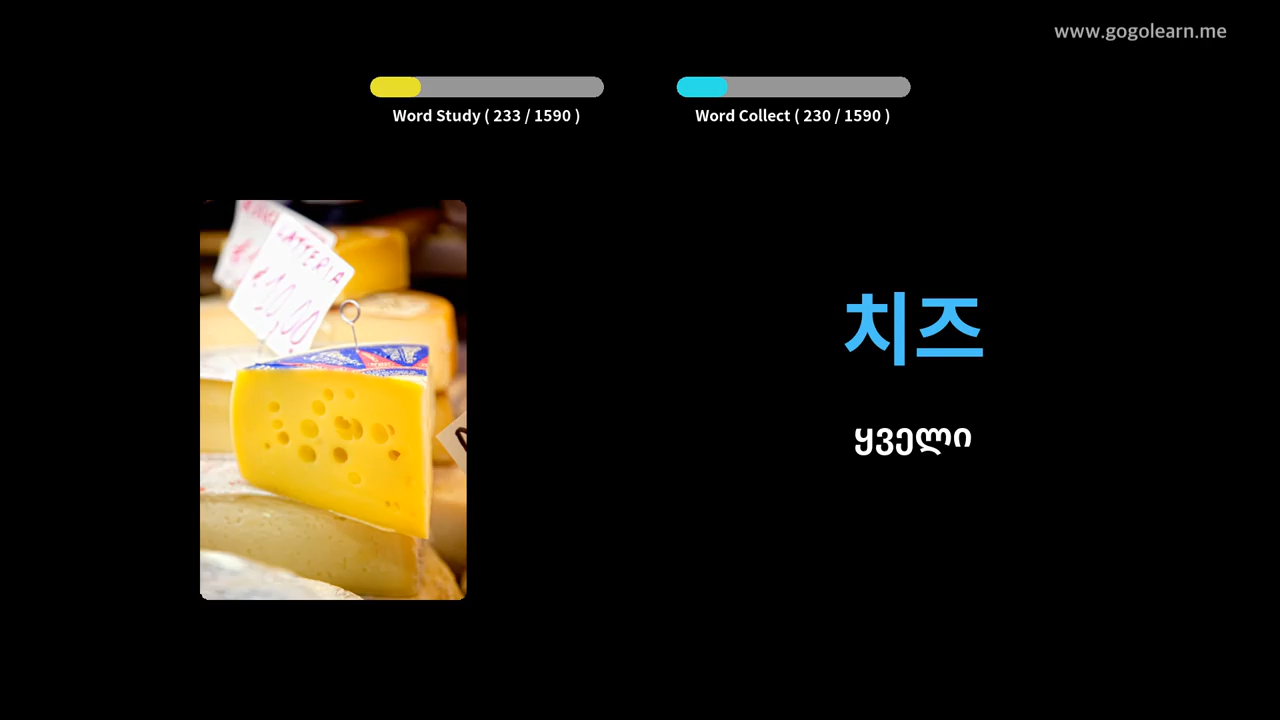 www.gogolearn.me
Word Study ( 233 / 1590 )
Word Collect ( 230 / 1590 )
LATTERIA
치즈
ყველი